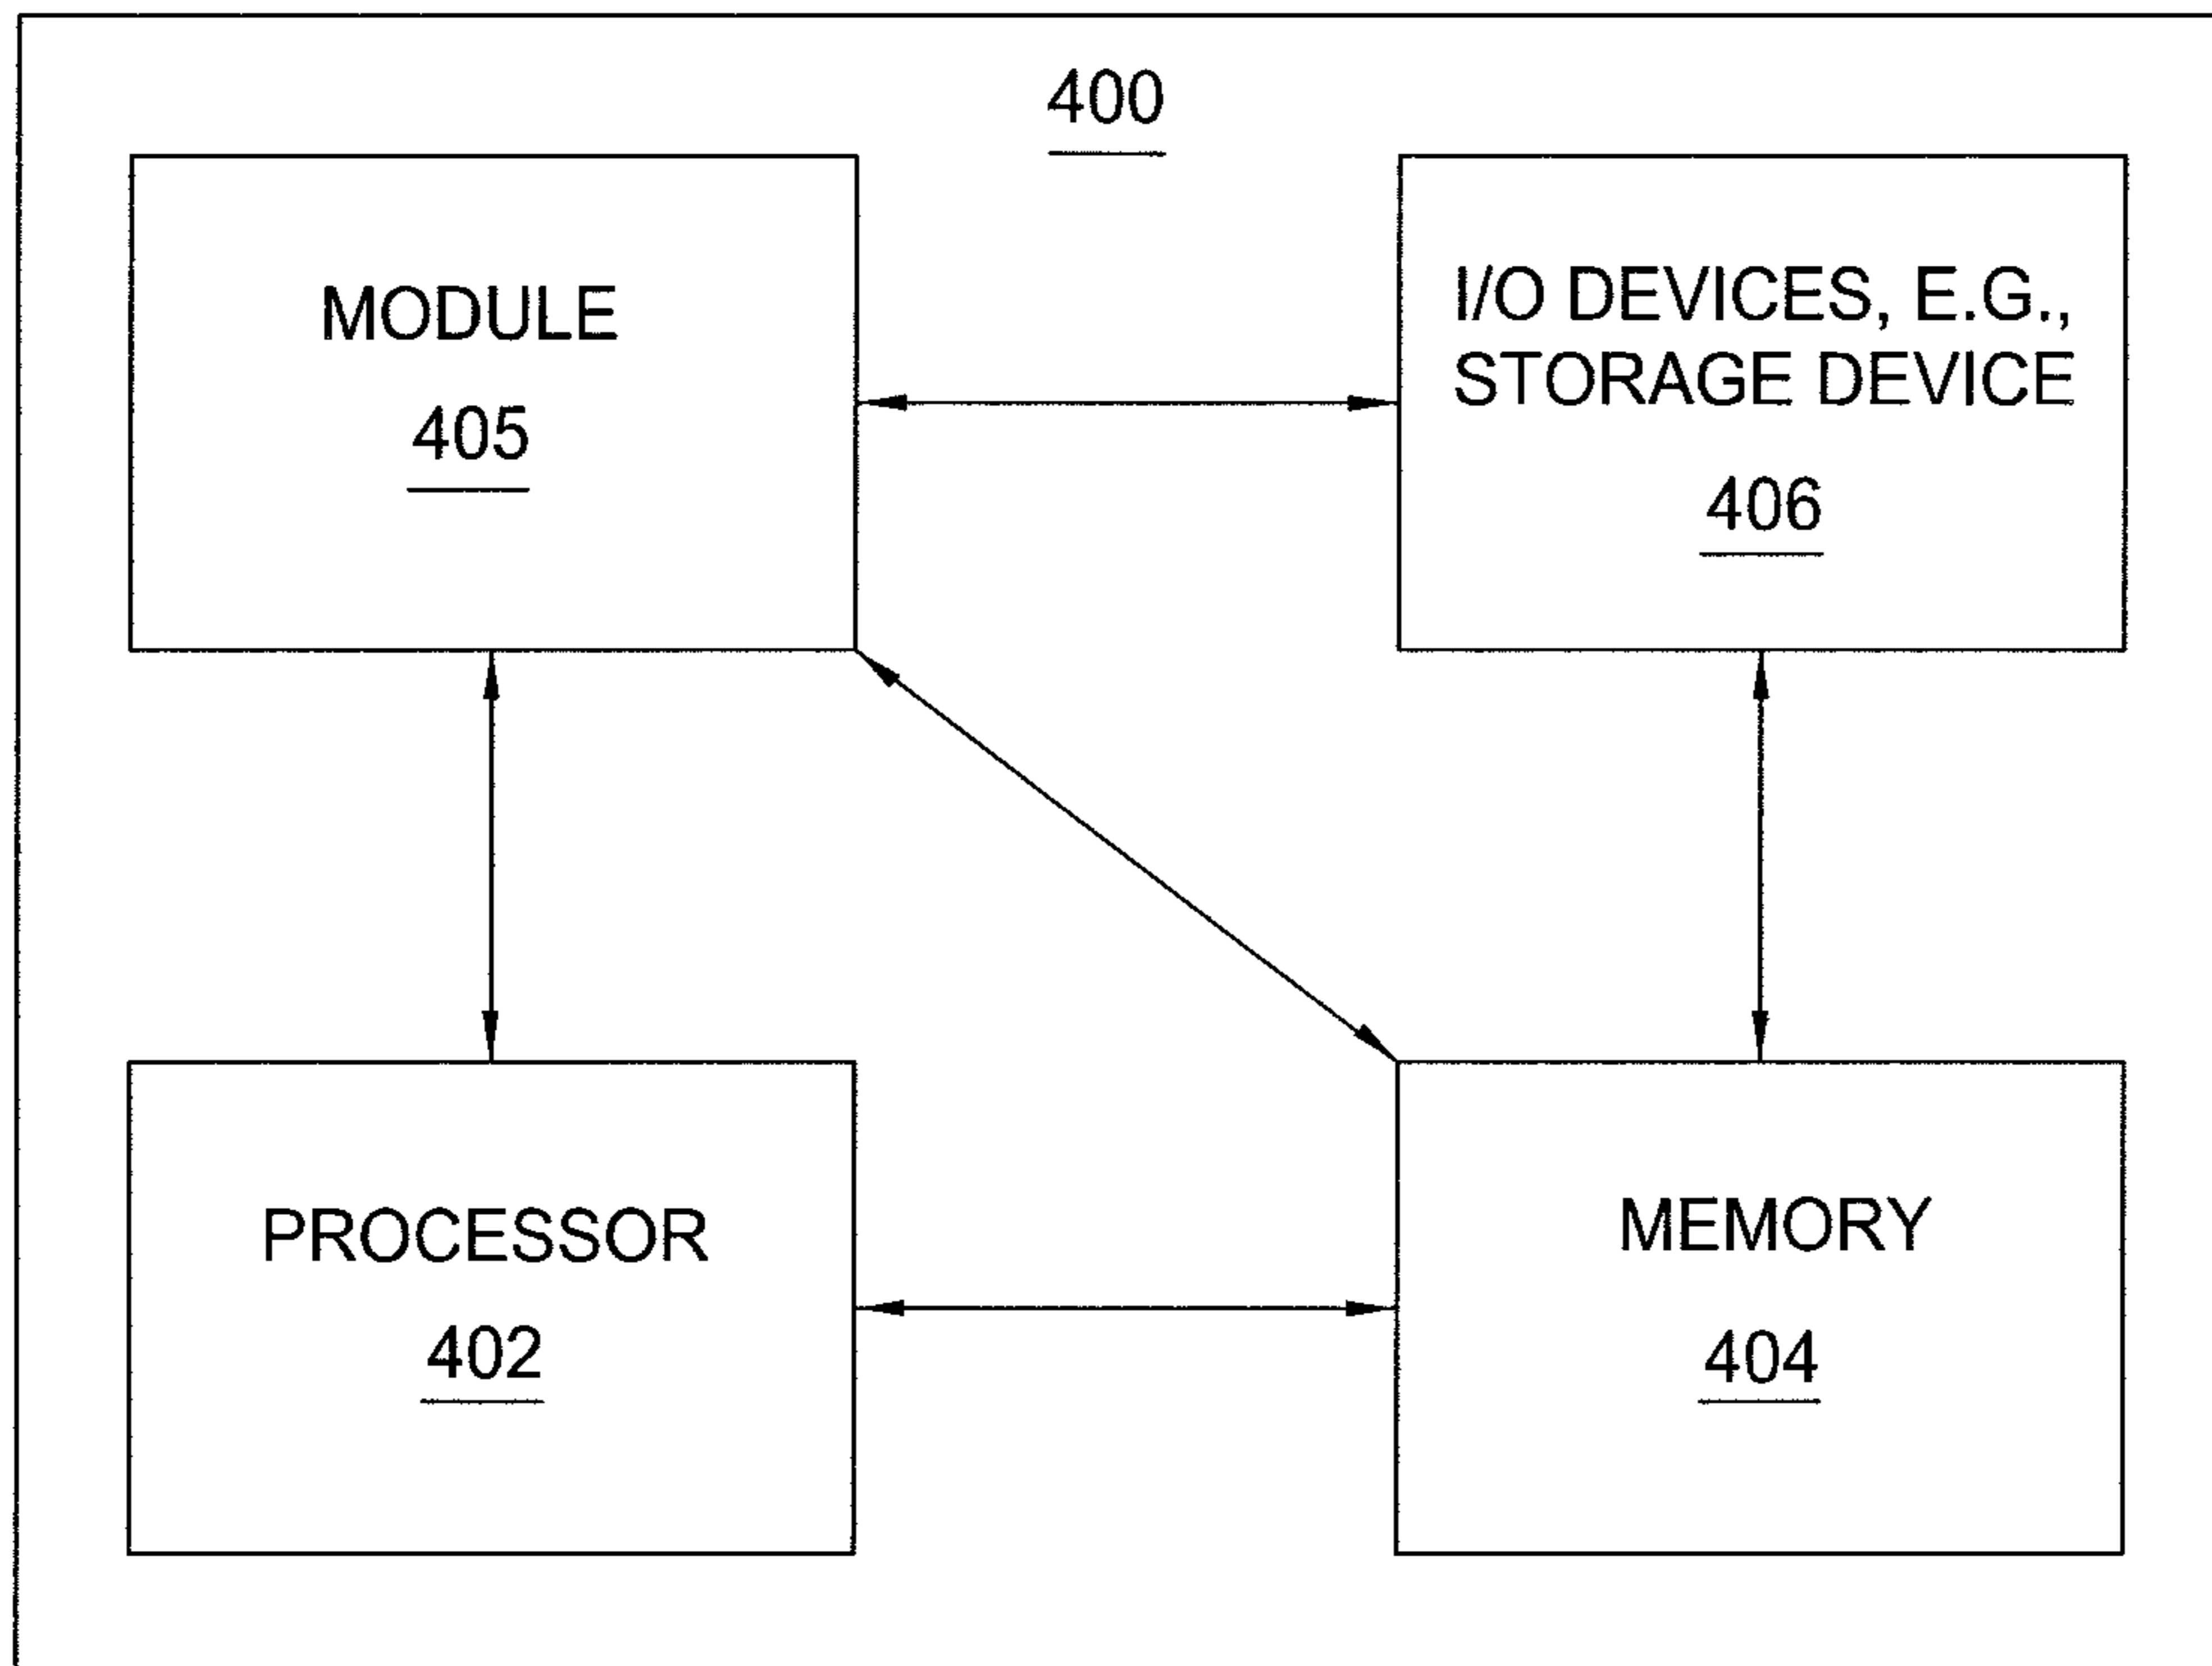 400
MODULE
405
I/O DEVICES, E.G.,
STORAGE DEVICE
406
PROCESSOR
402
MEMORY
404